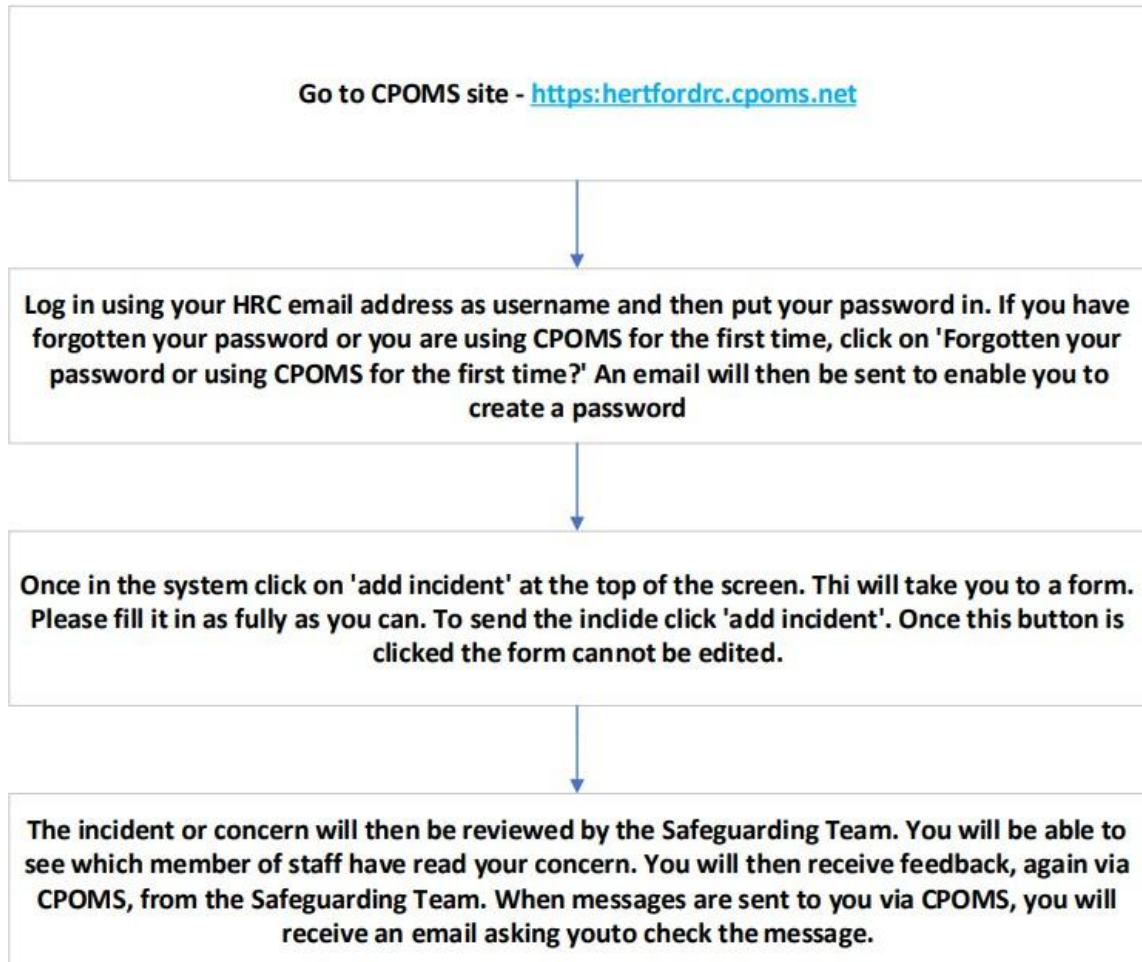 Go to CPOMS site - https:hertfordrc.cpoms.net
Log in using your HRC email address as username and then put your password in. If you have
forgotten your password or you are using CPOMS for the first time, click on 'Forgotten your
password or using CPOMS for the first time?' An email will then be sent to enable you to
create a password
Once in the system click on 'add incident' at the top of the screen. Thi will take you to a form.
Please fill it in as fully as you can. To send the inclide click 'add incident'. Once this button is
clicked the form cannot be edited.
The incident or concern will then be reviewed by the Safeguarding Team. You will be able to
see which member of staff have read your concern. You will then receive feedback, again via
CPOMS, from the Safeguarding Team. When messages are sent to you via CPOMS, you will
receive an email asking youto check the message.